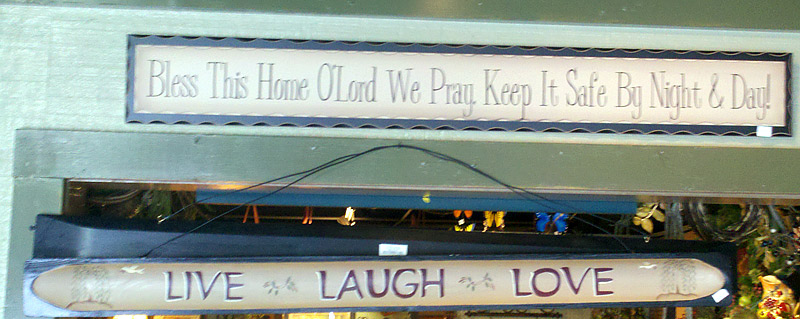 Bless This Home O'Lord We Pray, Keep It Safe By Night & Day!
LIVE LAUGH LOVE